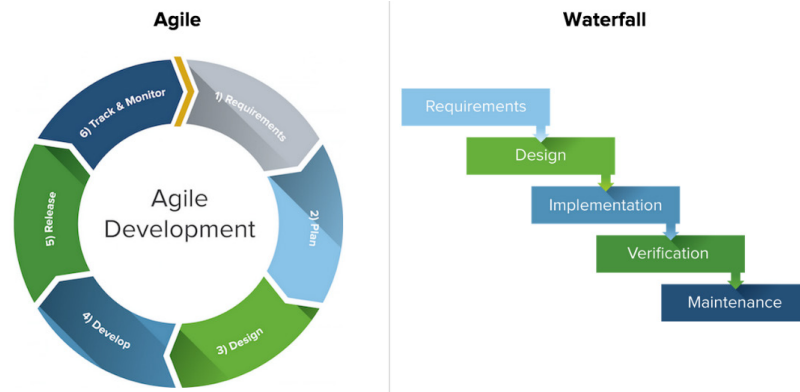 Agile
1) Requirements
2) Plan
3) Design
4) Develop
5) Release
6) Track & Monitor
Agile
Development
Waterfall
Requirements
Design
Implementation
Verification
Maintenance